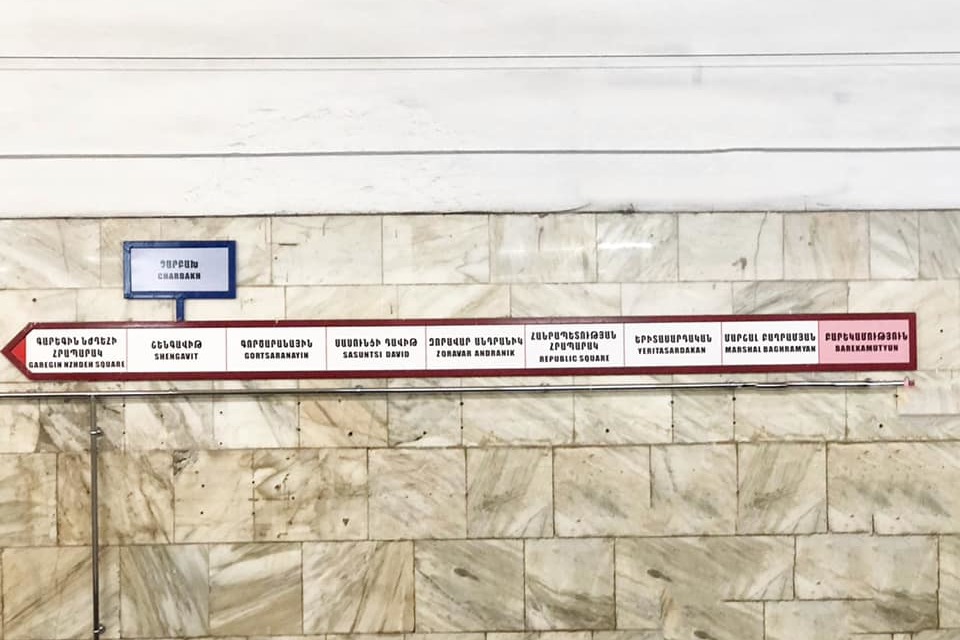 ՉԱՐԲԱԽ
CHARBAKH
ԳԱՐԵԳԻՆ ՆԺԴԵՀԻ
ՀՐԱՊԱՐԱԿ
GAREGIN NZHDEH SQUARE
ՇԵՆԳԱՎԻԹ
SHENGAVIT
ԳՈՐԾԱՐԱՆԱՅԻՆ
GORTSARANAYIN
ՍԱՍՈՒՆՑԻ ԴԱՎԻԹ
SASUNTSI DAVID
ԶՈՐԱՎԱՐ ԱՆԴՐԱՆԻԿ
ZORAVAR ANDRANIK
ՀԱՆՐԱՊԵՏՈՒԹՅԱՆ
ՀՐԱՊԱՐԱԿ
REPUBLIC SQUARE
ԵՐԻՏԱՍԱՐԴԱԿԱՆ
YERITASARDAKAN
ՄԱՐՇԱԼ ԲԱՂՐԱՄՅԱՆ
MARSHAL BAGHRAMYAN
ԲԱՐԵԿԱՄՈՒԹՅՈՒՆ
BAREKAMUTYUN